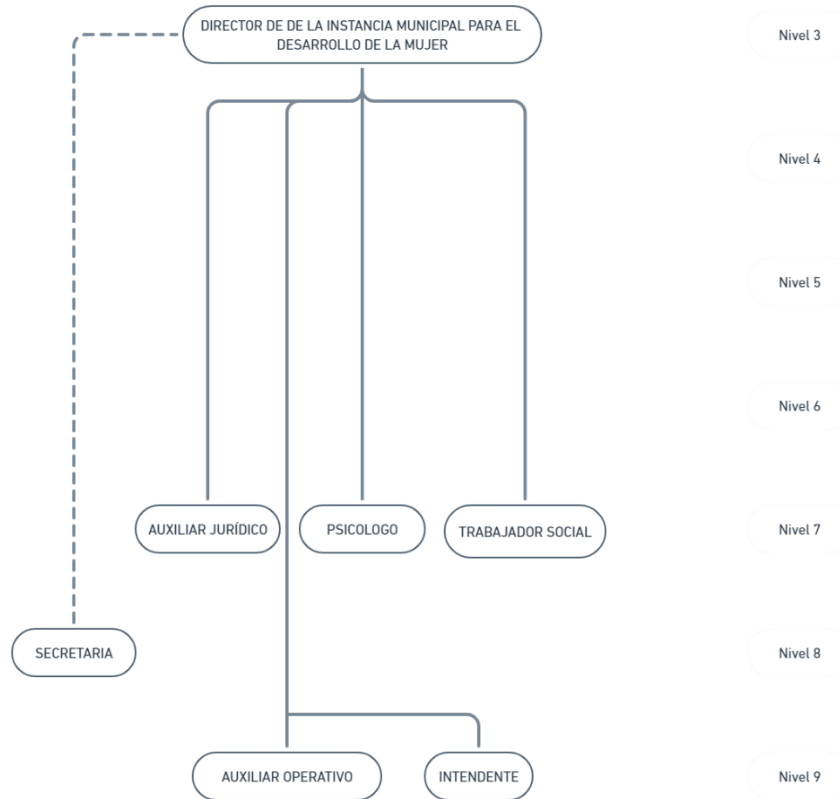 DIRECTOR DE DE LA INSTANCIA MUNICIPAL PARA EL
DESARROLLO DE LA MUJER
Nivel 3
Nivel 4
Nivel 5
Nivel 6
AUXILIAR JURÍDICO
PSICOLOGO
TRABAJADOR SOCIAL
Nivel 7
SECRETARIA
Nivel 8
AUXILIAR OPERATIVO
INTENDENTE
Nivel 9